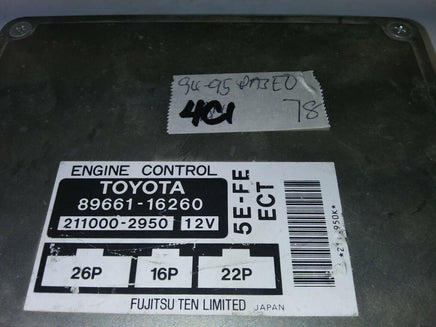 94-95 PASEO
4C1 78
ENGINE CONTROL
TOYOTA
89661-16260
211000-2950 12V
5E-FE
ECT
26P 16P 22P
FUJITSU TEN LIMITED JAPAN